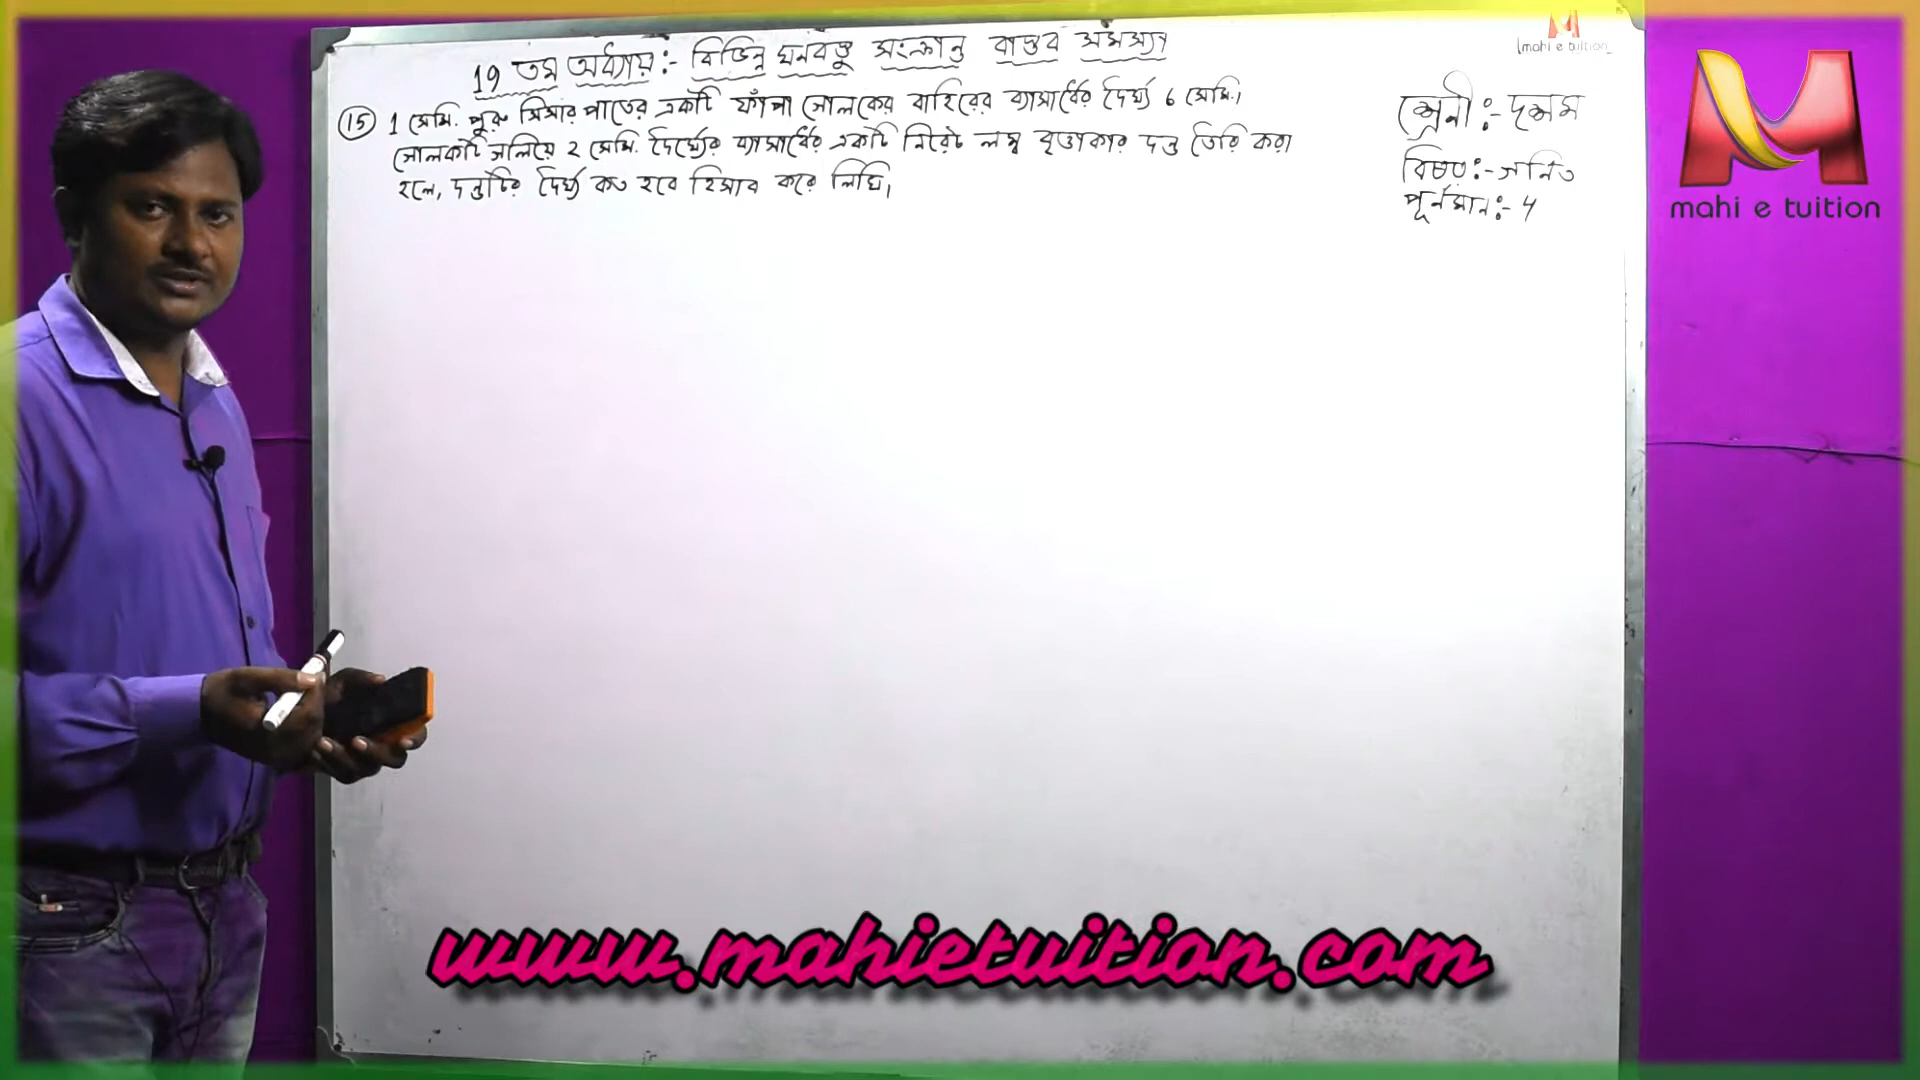 19 তম অধ্যায়:- বিভিন্ন ঘনবস্তু সংক্রান্ত বাস্তব সমস্যা
(15) 1 সেমি. পুরু সিসার পাতের একটি ফাঁপা গোলকের বাহিরের ব্যাসার্ধের দৈর্ঘ্য 6 সেমি।
গোলকটি গলিয়ে 2 সেমি. দৈর্ঘ্যের ব্যাসার্ধের একটি নিরেট লম্ব বৃত্তাকার দন্ড তৈরি করা
হলে, দন্ডটির দৈর্ঘ্য কত হবে হিসাব করে লিখি।
শ্রেনী:- দশম
বিষয়:- গনিত
পূর্নমান:- 4
mahi e tuition
mahi e tuition
www.mahietuition.com